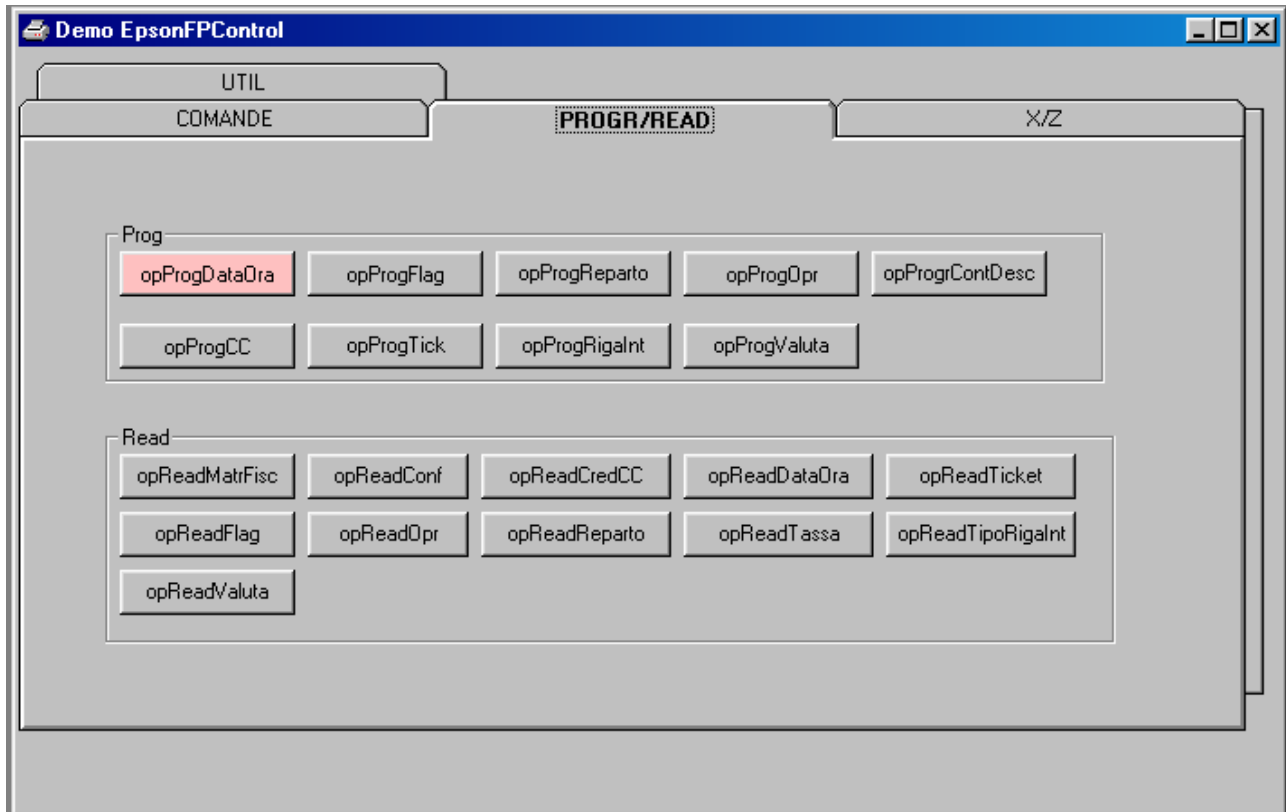 Demo EpsonFPControl
UTIL
COMANDE PROGR/READ X/Z
Prog
opProgDataOra opProgFlag opProgReparto opProgOpr opProgrContDesc
opProgCC opProgTick opProgRigaInt opProgValuta
Read
opReadMatrFisc opReadConf opReadCredCC opReadDataOra opReadTicket
opReadFlag opReadOpr opReadReparto opReadTassa opReadTipoRigaInt
opReadValuta